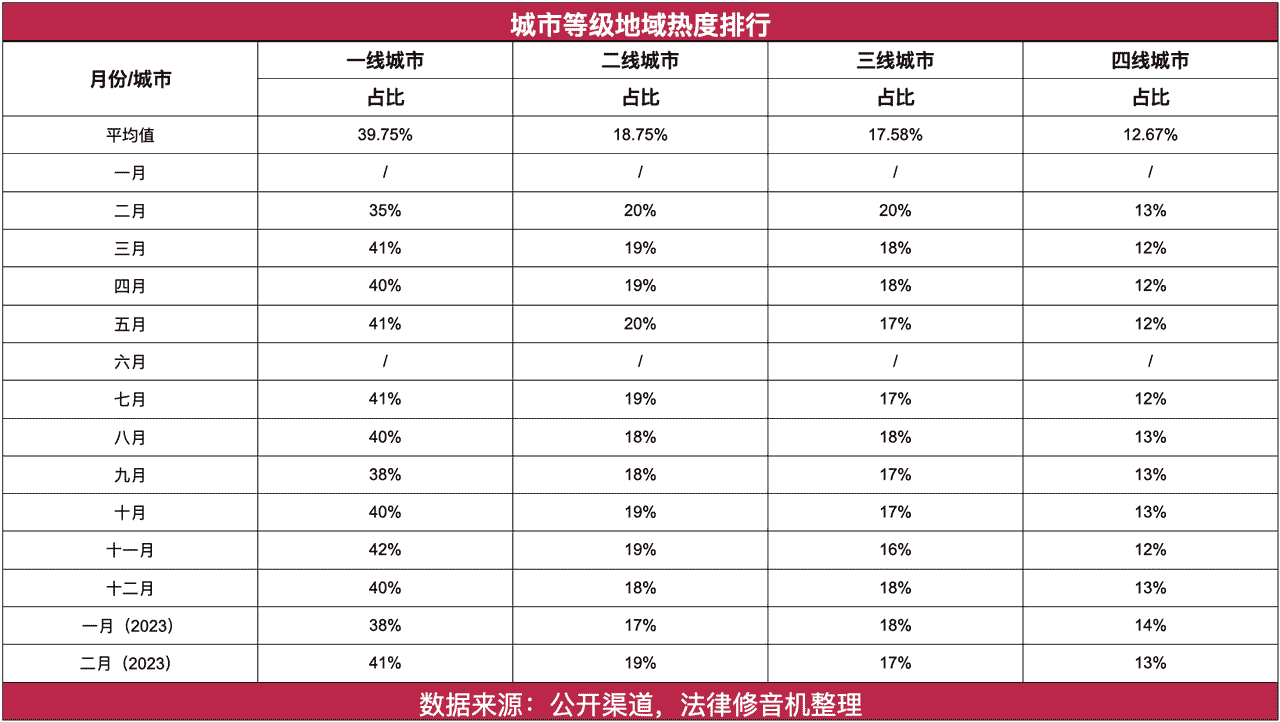 城市等级地域热度排行
月份/城市 一线城市 二线城市 三线城市 四线城市
占比 占比 占比 占比
平均值 39.75% 18.75% 17.58% 12.67%
一月 / / / /
二月 35% 20% 20% 13%
三月 41% 19% 18% 12%
四月 40% 19% 18% 12%
五月 41% 20% 17% 12%
六月 / / / /
七月 41% 19% 17% 12%
八月 40% 18% 18% 13%
九月 38% 18% 17% 13%
十月 40% 19% 17% 13%
十一月 42% 19% 16% 12%
十二月 40% 18% 18% 13%
一月（2023） 38% 17% 18% 14%
二月（2023） 41% 19% 17% 13%
数据来源：公开渠道，法律修音机整理